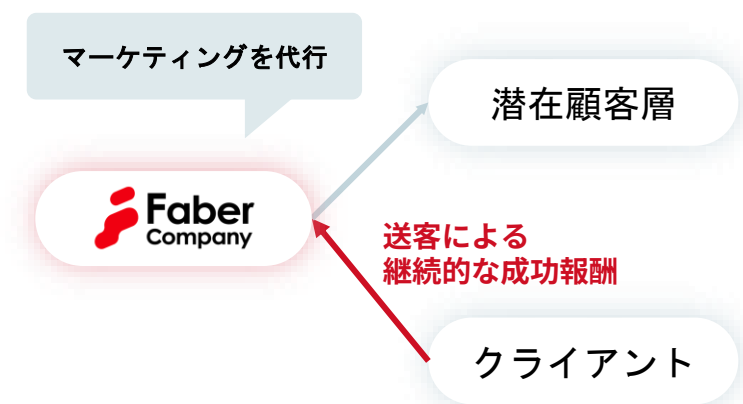 マーケティングを代行
潜在顧客層
Faber
Company
送客による
継続的な成功報酬
クライアント